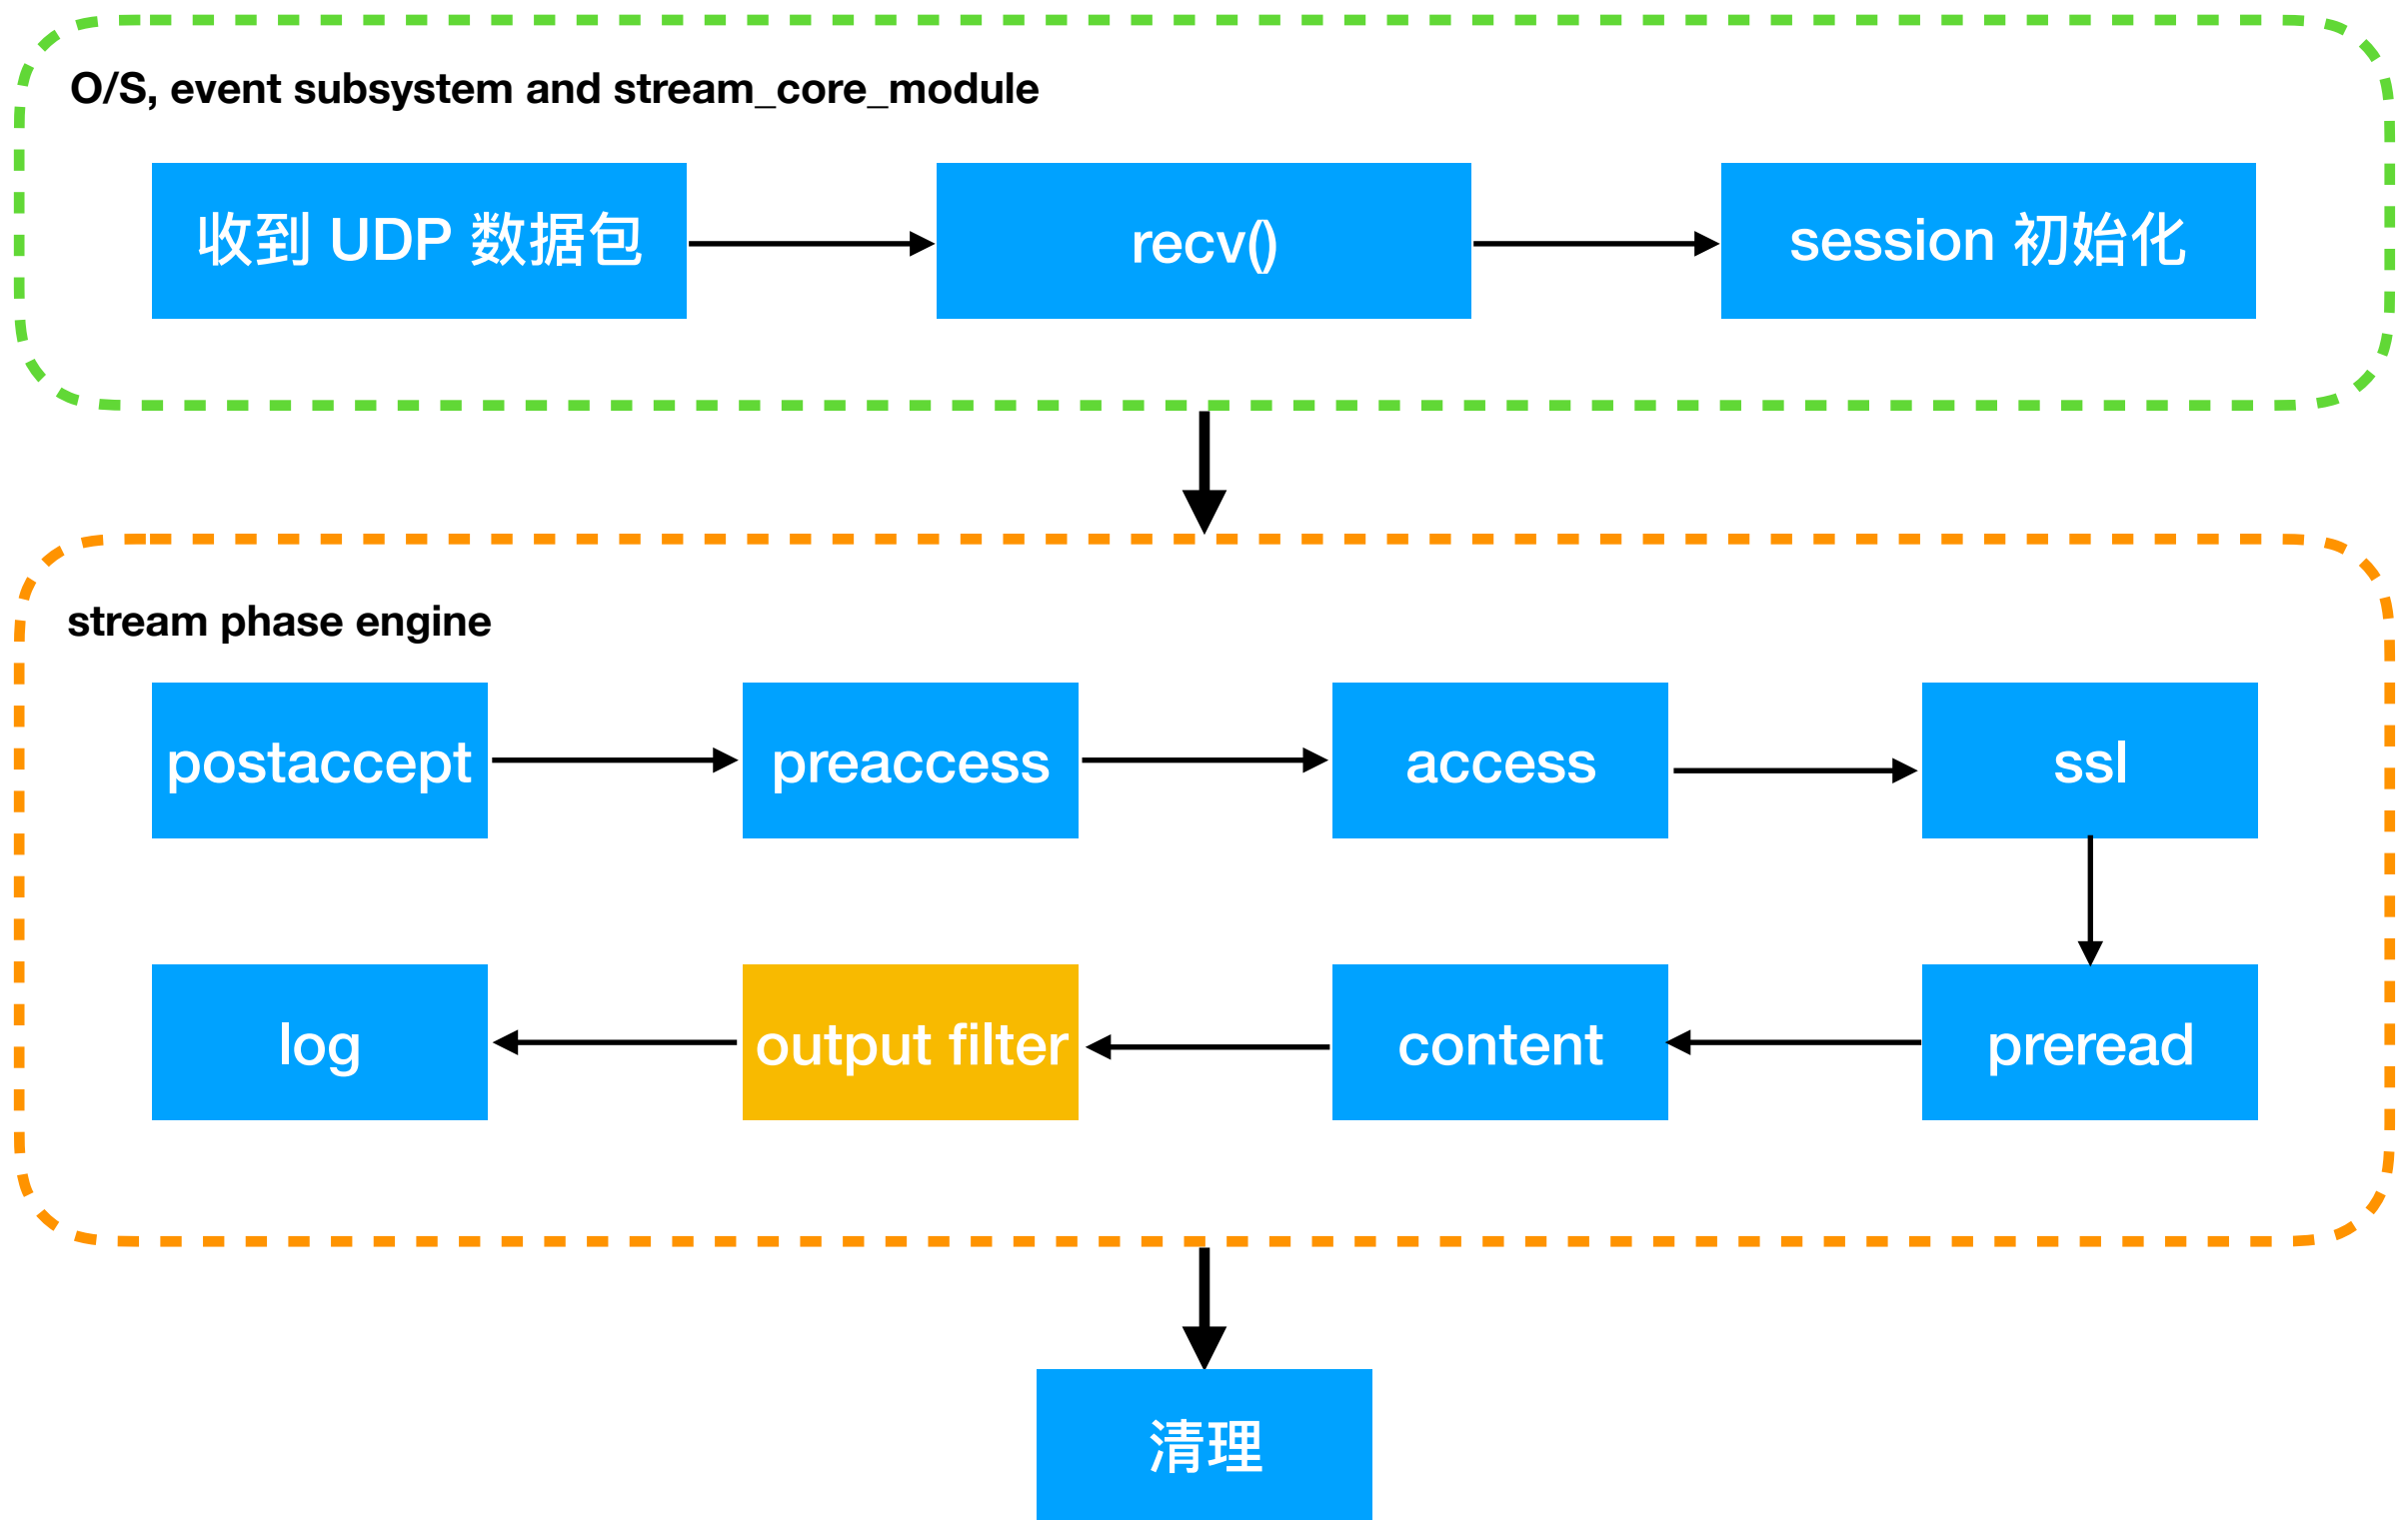 O/S, event subsystem and stream_core_module
收到 UDP 数据包
recv()
session 初始化
stream phase engine
postaccept
preaccess
access
ssl
log
output filter
content
preread
清理